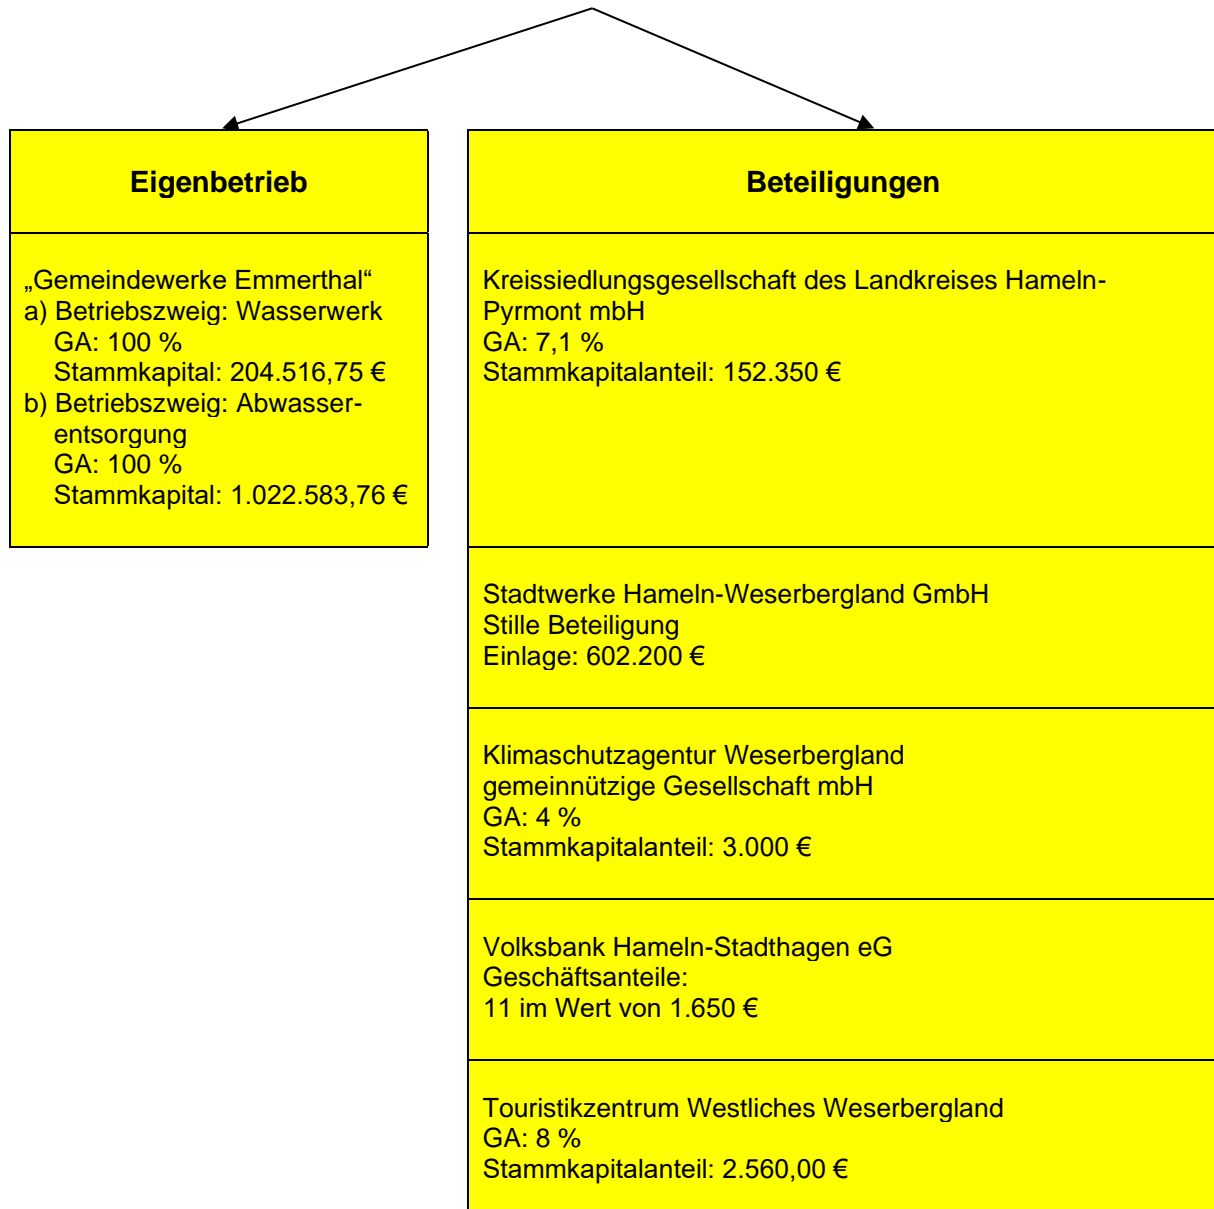 Eigenbetrieb
„Gemeindewerke Emmerthal“
a) Betriebszweig: Wasserwerk
GA: 100 %
Stammkapital: 204.516,75 €
b) Betriebszweig: Abwasser-
entsorgung
GA: 100 %
Stammkapital: 1.022.583,76 €
Beteiligungen
Kreissiedlungsgesellschaft des Landkreises Hameln-
Pyrmont mbH
GA: 7,1 %
Stammkapitalanteil: 152.350 €
Stadtwerke Hameln-Weserbergland GmbH
Stille Beteiligung
Einlage: 602.200 €
Klimaschutzagentur Weserbergland
gemeinnützige Gesellschaft mbH
GA: 4 %
Stammkapitalanteil: 3.000 €
Volksbank Hameln-Stadthagen eG
Geschäftsanteile:
11 im Wert von 1.650 €
Touristikzentrum Westliches Weserbergland
GA: 8 %
Stammkapitalanteil: 2.560,00 €